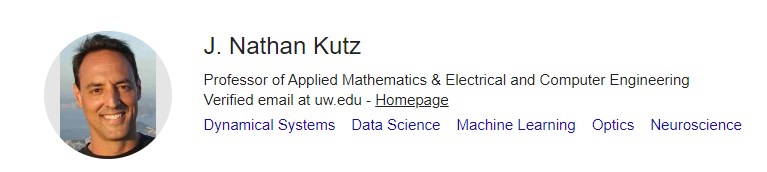 J. Nathan Kutz
Professor of Applied Mathematics & Electrical and Computer Engineering
Verified email at uw.edu - Homepage
Dynamical Systems Data Science Machine Learning Optics Neuroscience